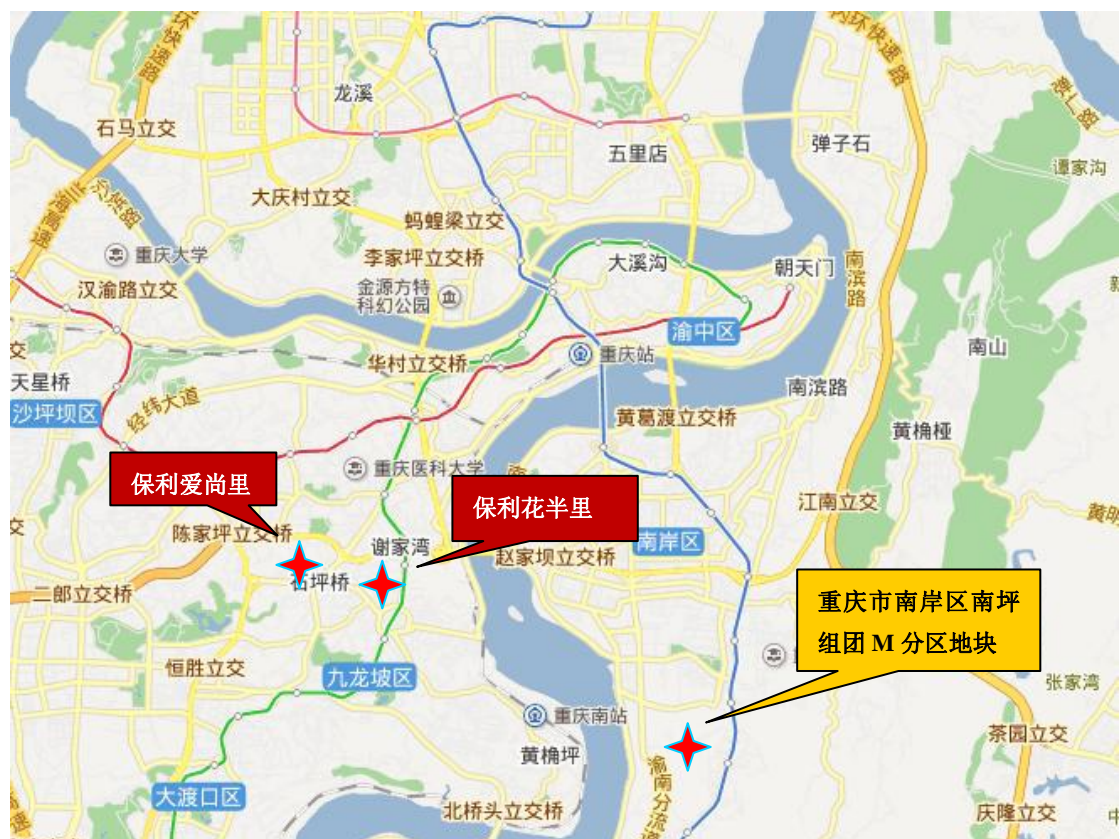 内环快速路
内环快速路
龙溪
石马立交
五里店
弹子石
谭家沟
大庆村立交
蚂蝗梁立交
重庆大学
李家坪立交桥
大溪沟
朝天门
南滨路
汉渝路立交
金源方特
科幻公园
渝中区
重庆站
南山
华村立交桥
天星桥
沙坪坝区
经纬大道
南滨路
黄葛渡立交桥
黄桷桠
保利爱尚里
重庆医科大学
保利花半里
江南立交
陈家坪立交桥
谢家湾
赵家坝立交桥
南岸区
石坪桥
二郎立交桥
重庆市南岸区南坪
组团 M 分区地块
恒胜立交
九龙坡区
张家湾
重庆南站
茶园立交
黄桷坪
渝南分流道
大渡口区
北桥头立交桥
庆隆立交